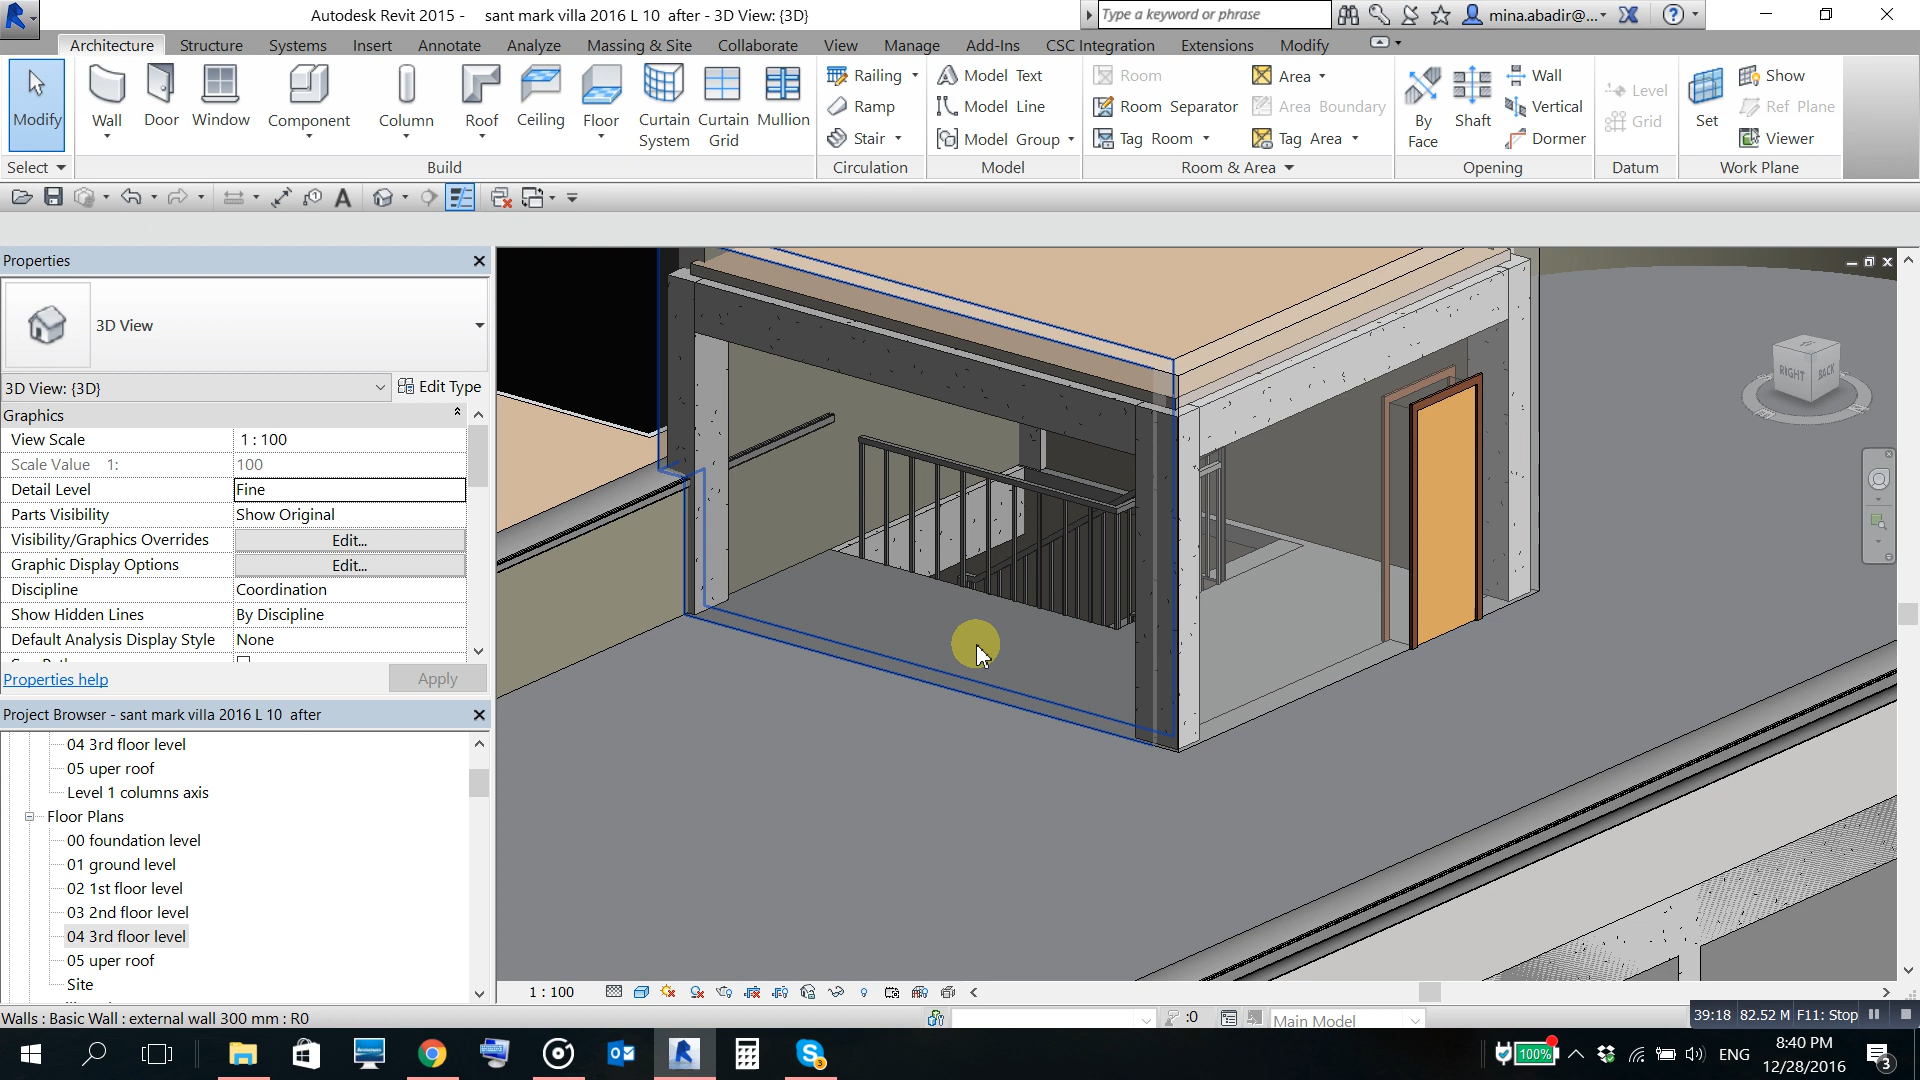 Autodesk Revit 2015 - sant mark villa 2016 L 10 after - 3D View: {3D}
Type a keyword or phrase
mina.abadir@...
Architecture Structure Systems Insert Annotate Analyze Massing & Site Collaborate View Manage Add-Ins CSC Integration Extensions Modify
Modify
Wall Door Window Component Column Roof Ceiling Floor Curtain System Curtain Grid Mullion
Railing
Ramp
Stair
Model Text
Model Line
Model Group
Room
Room Separator
Tag Room
Area
Area Boundary
Tag Area
By Face
Shaft
Wall
Vertical
Dormer
Level
Grid
Set
Show
Ref Plane
Viewer
Select Build Circulation Model Room & Area Opening Datum Work Plane
Properties
3D View
3D View: {3D} Edit Type
Graphics
View Scale 1 : 100
Scale Value 1: 100
Detail Level Fine
Parts Visibility Show Original
Visibility/Graphics Overrides Edit...
Graphic Display Options Edit...
Discipline Coordination
Show Hidden Lines By Discipline
Default Analysis Display Style None
Properties help Apply
Project Browser - sant mark villa 2016 L 10 after
04 3rd floor level
05 uper roof
Level 1 columns axis
Floor Plans
00 foundation level
01 ground level
02 1st floor level
03 2nd floor level
04 3rd floor level
05 uper roof
Site
RIGHT BACK
1 : 100
Walls : Basic Wall : external wall 300 mm : R0
:0
Main Model
39:18 82.52 M F11: Stop
100%
ENG
8:40 PM
12/28/2016
3
3